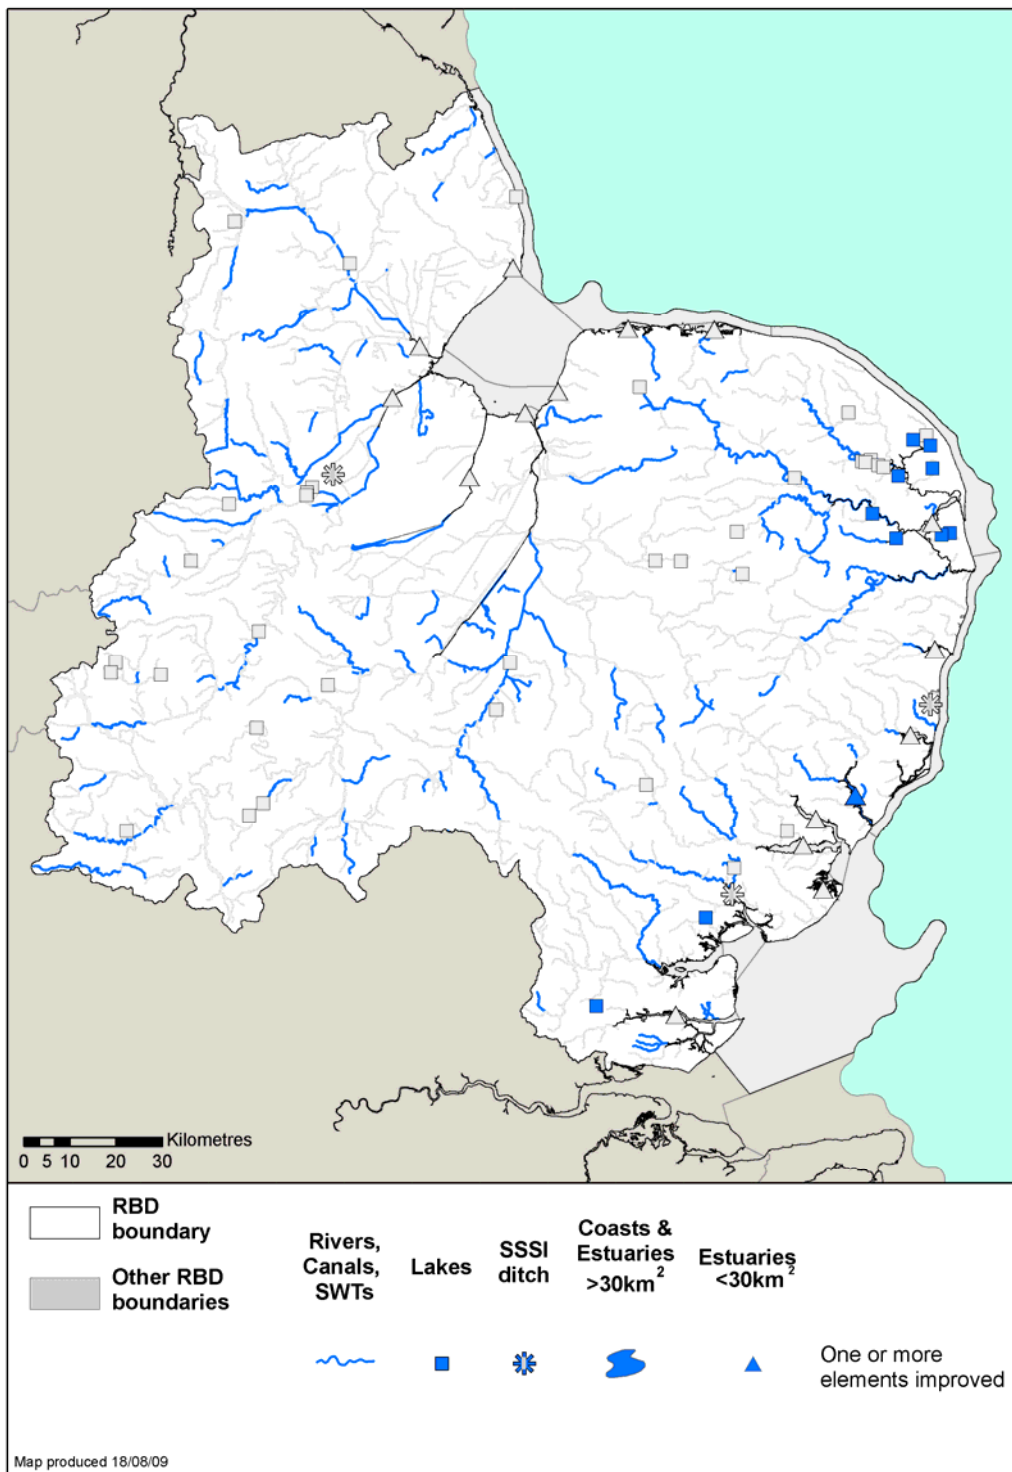 Kilometres
0 5 10 20 30
RBD
boundary
Other RBD
boundaries
Rivers,
Canals,
SWTs
Lakes
SSSI
ditch
Coasts &
Estuaries
>30km²
Estuaries
<30km²
One or more
elements improved
Map produced 18/08/09